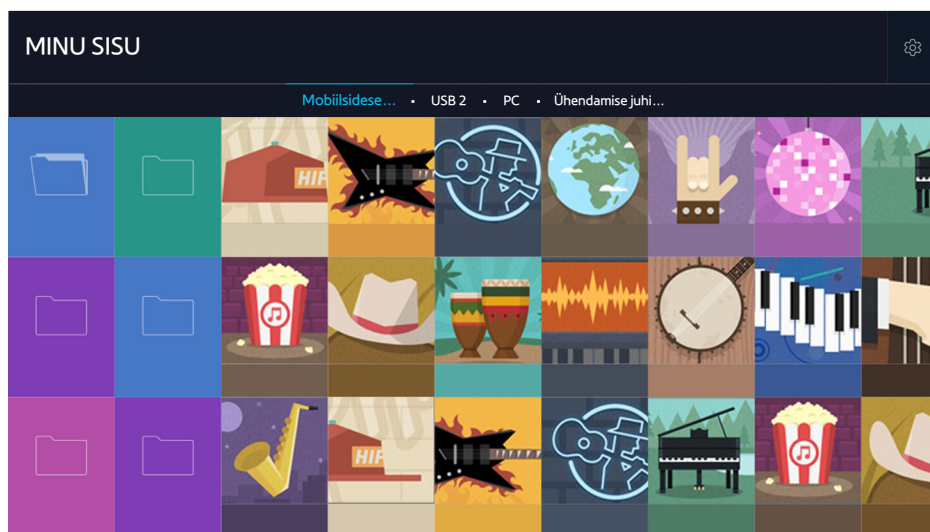 MINU SISU
Mobiilsidese… • USB 2 • PC • Ühendamise juhi…
HIP
HIP